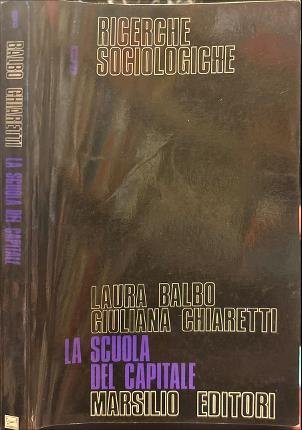 9
BALBO CHIARETTI LA SCUOLA DEL CAPITALE
RICERCHE
9 SOCIOLOGICHE
LAURA BALBO
GIULIANA CHIARETTI
LA SCUOLA
DEL CAPITALE
MARSILIO EDITORI